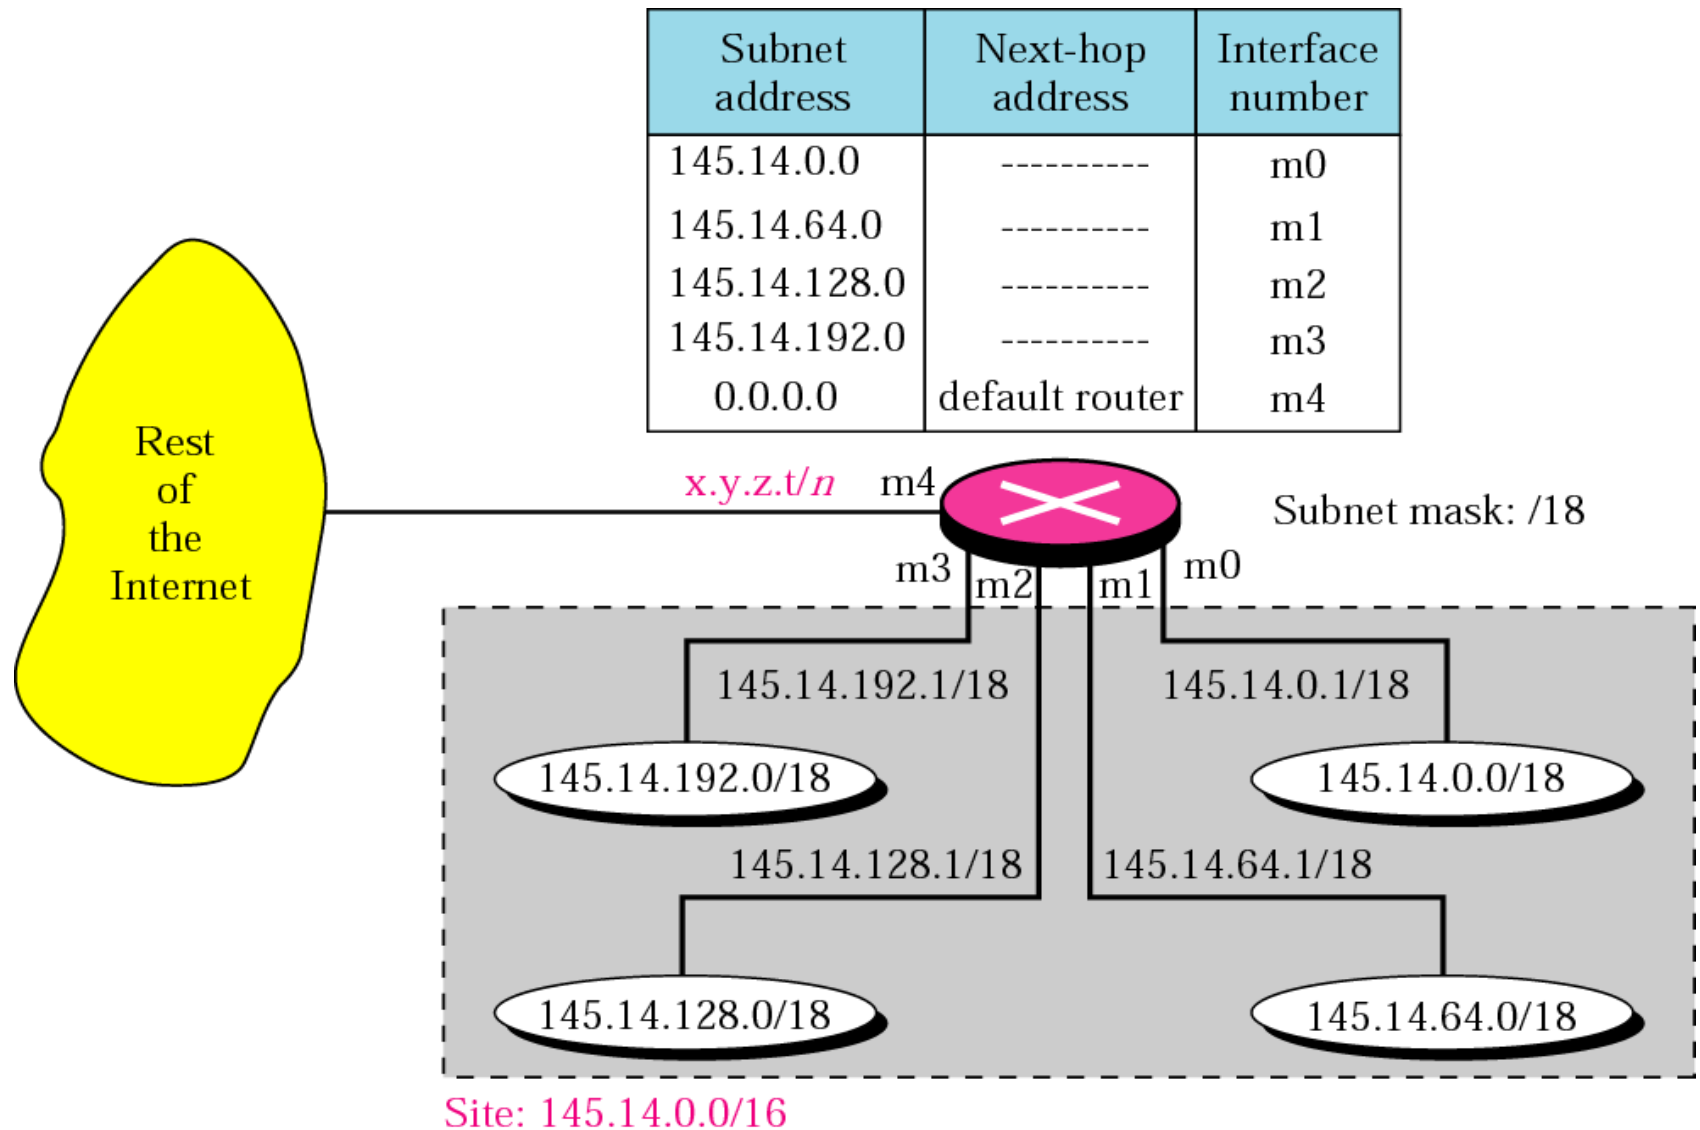 Subnet address Next-hop address Interface number
145.14.0.0 ---------- m0
145.14.64.0 ---------- m1
145.14.128.0 ---------- m2
145.14.192.0 ---------- m3
0.0.0.0 default router m4
Rest
of
the
Internet
x.y.z.t/n m4
Subnet mask: /18
m3 m2 m1 m0
145.14.192.1/18 145.14.0.1/18
145.14.192.0/18 145.14.0.0/18
145.14.128.1/18 145.14.64.1/18
145.14.128.0/18 145.14.64.0/18
Site: 145.14.0.0/16